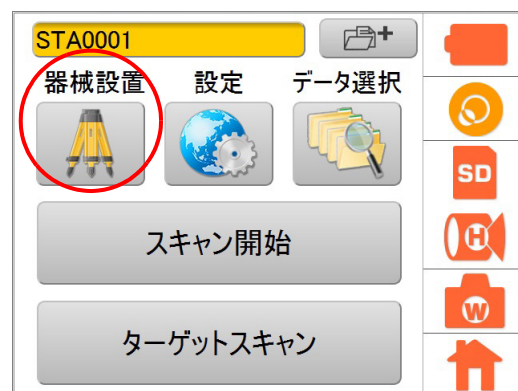 STA0001
器械設置 設定 データ選択
SD
スキャン開始
H
W
ターゲットスキャン